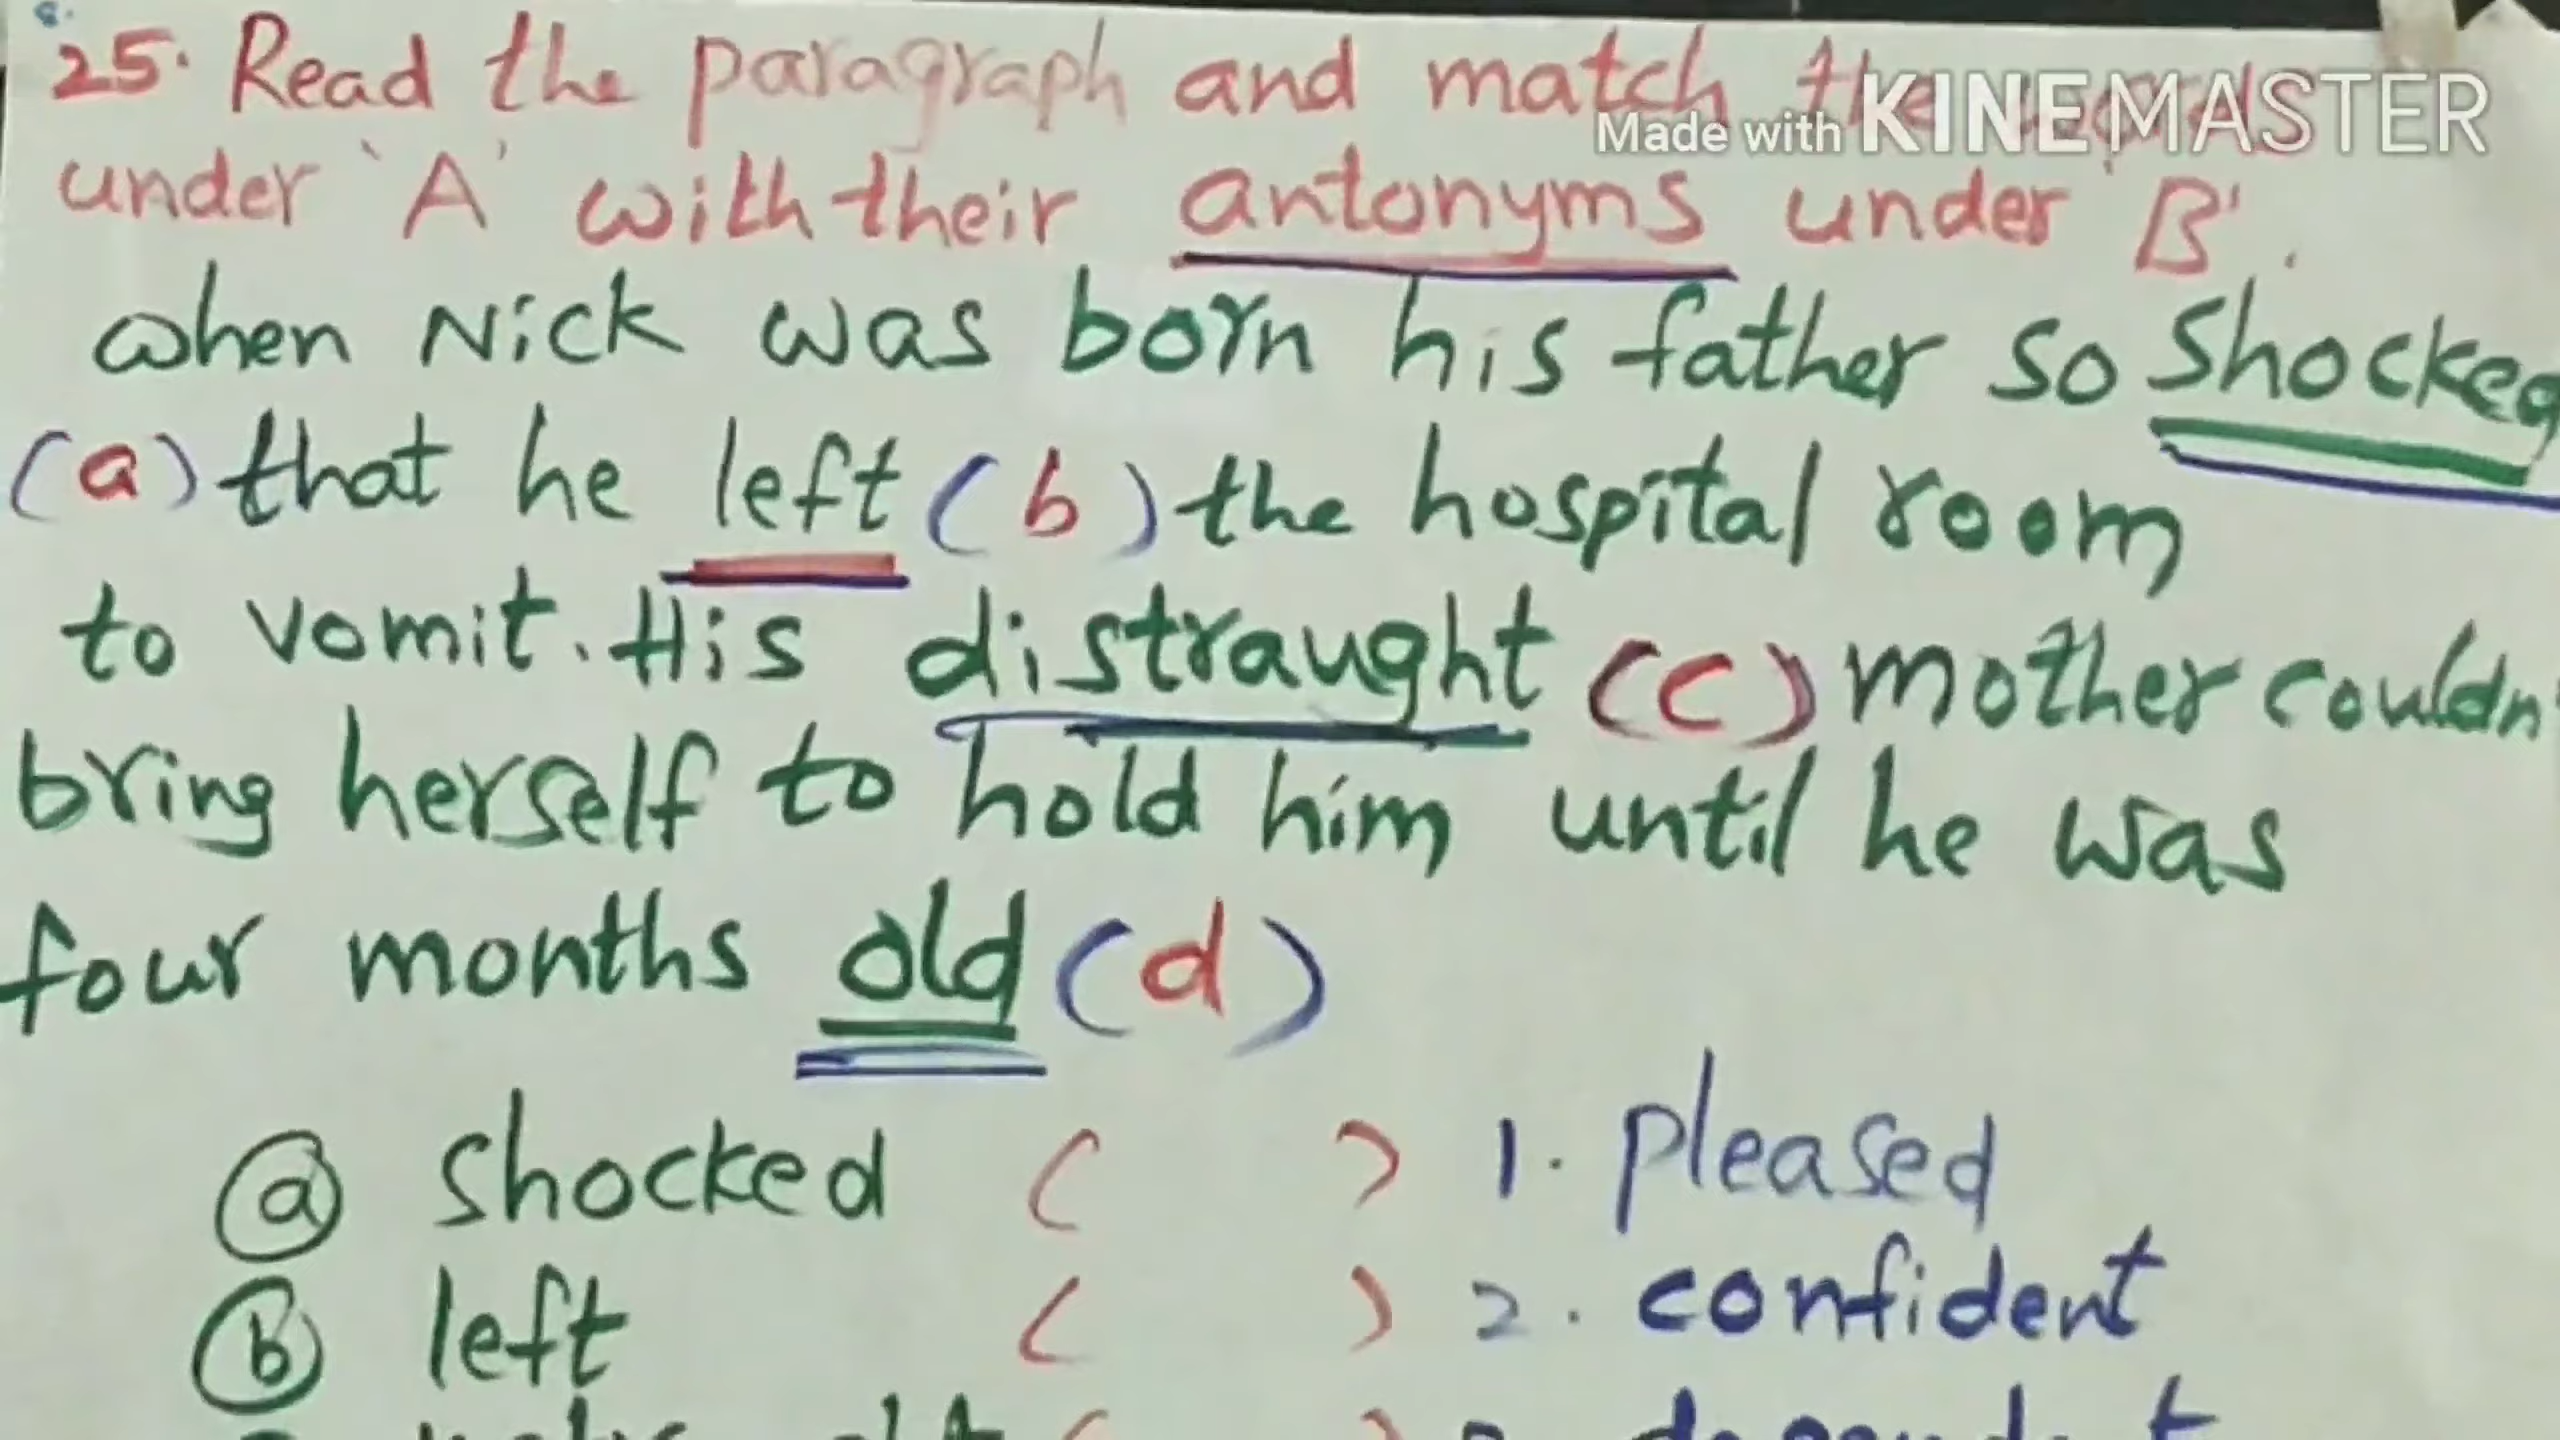 25. Read the paragraph and match the words
Made with KINEMASTER
under 'A' with their antonyms under 'B'.
when Nick was born his father so shocked
(a) that he left (b) the hospital room
to vomit. His distraught (c) mother couldn'
bring herself to hold him until he was
four months old (d)
(a) shocked ( ) 1. pleased
(b) left ( ) 2. confident